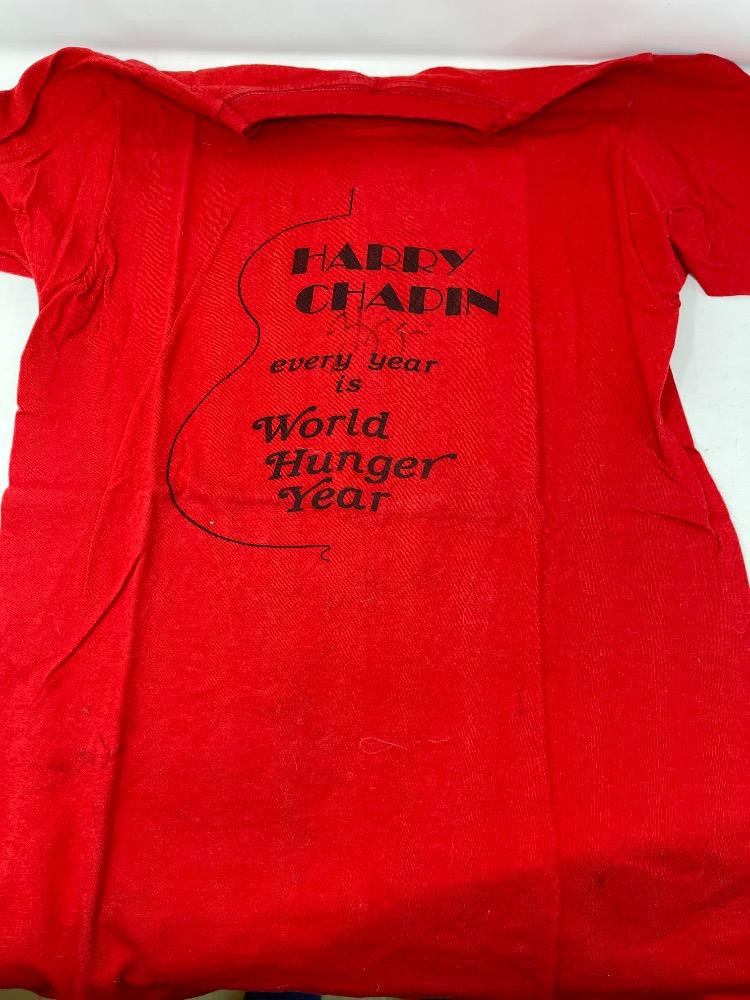 HARRY
CHAPIN
every year
is
World
Hunger
Year